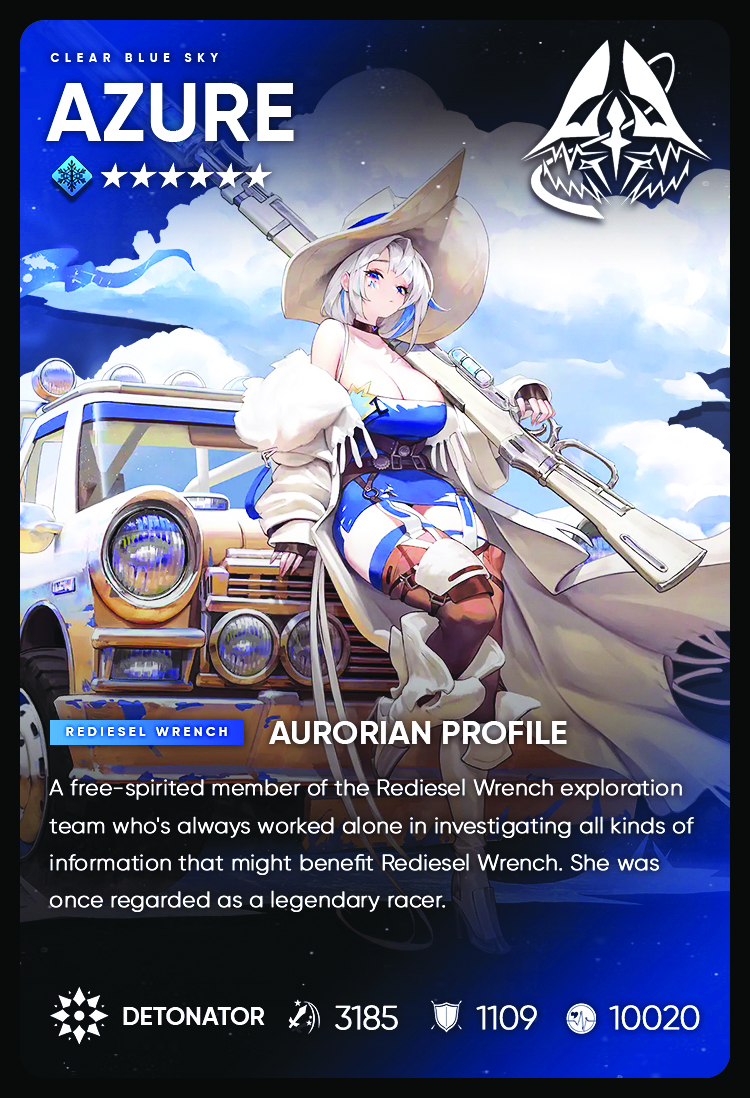 CLEAR BLUE SKY
AZURE
REDIESEL WRENCH
AURORIAN PROFILE
A free-spirited member of the Rediesel Wrench exploration
team who's always worked alone in investigating all kinds of
information that might benefit Rediesel Wrench. She was
once regarded as a legendary racer.
DETONATOR 3185 1109 10020